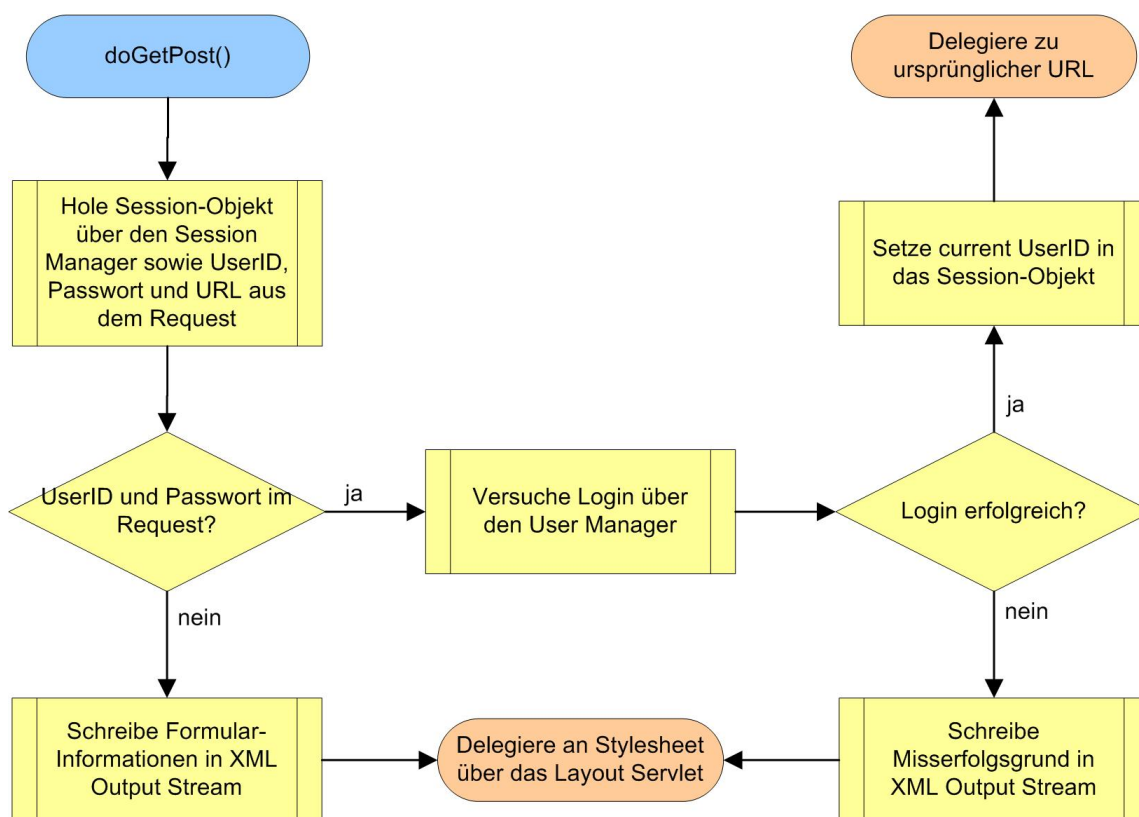 doGetPost()
Delegiere zu
ursprünglicher URL
Hole Session-Objekt
über den Session
Manager sowie UserID,
Passwort und URL aus
dem Request
Setze current UserID in
das Session-Objekt
ja
UserID und Passwort im
Request?
ja
Versuche Login über
den User Manager
Login erfolgreich?
nein
nein
Schreibe Formular-
Informationen in XML
Output Stream
Delegiere an Stylesheet
über das Layout Servlet
Schreibe
Misserfolgsgrund in
XML Output Stream